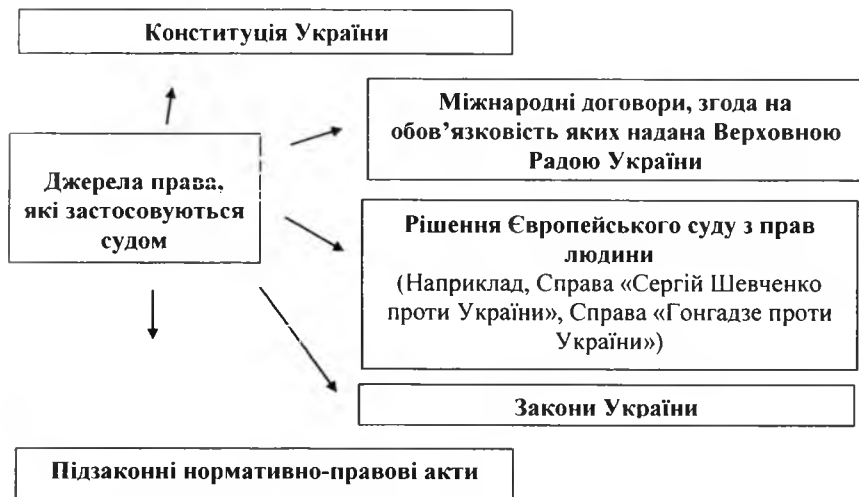 Конституція України
Міжнародні договори, згода на
обов’язковість яких надана Верховною
Радою України
Джерела права,
які застосовуються
судом
Рішення Європейського суду з прав
людини
(Наприклад, Справа «Сергій Шевченко
проти України», Справа «Гонгадзе проти
України»)
Закони України
Підзаконні нормативно-правові акти